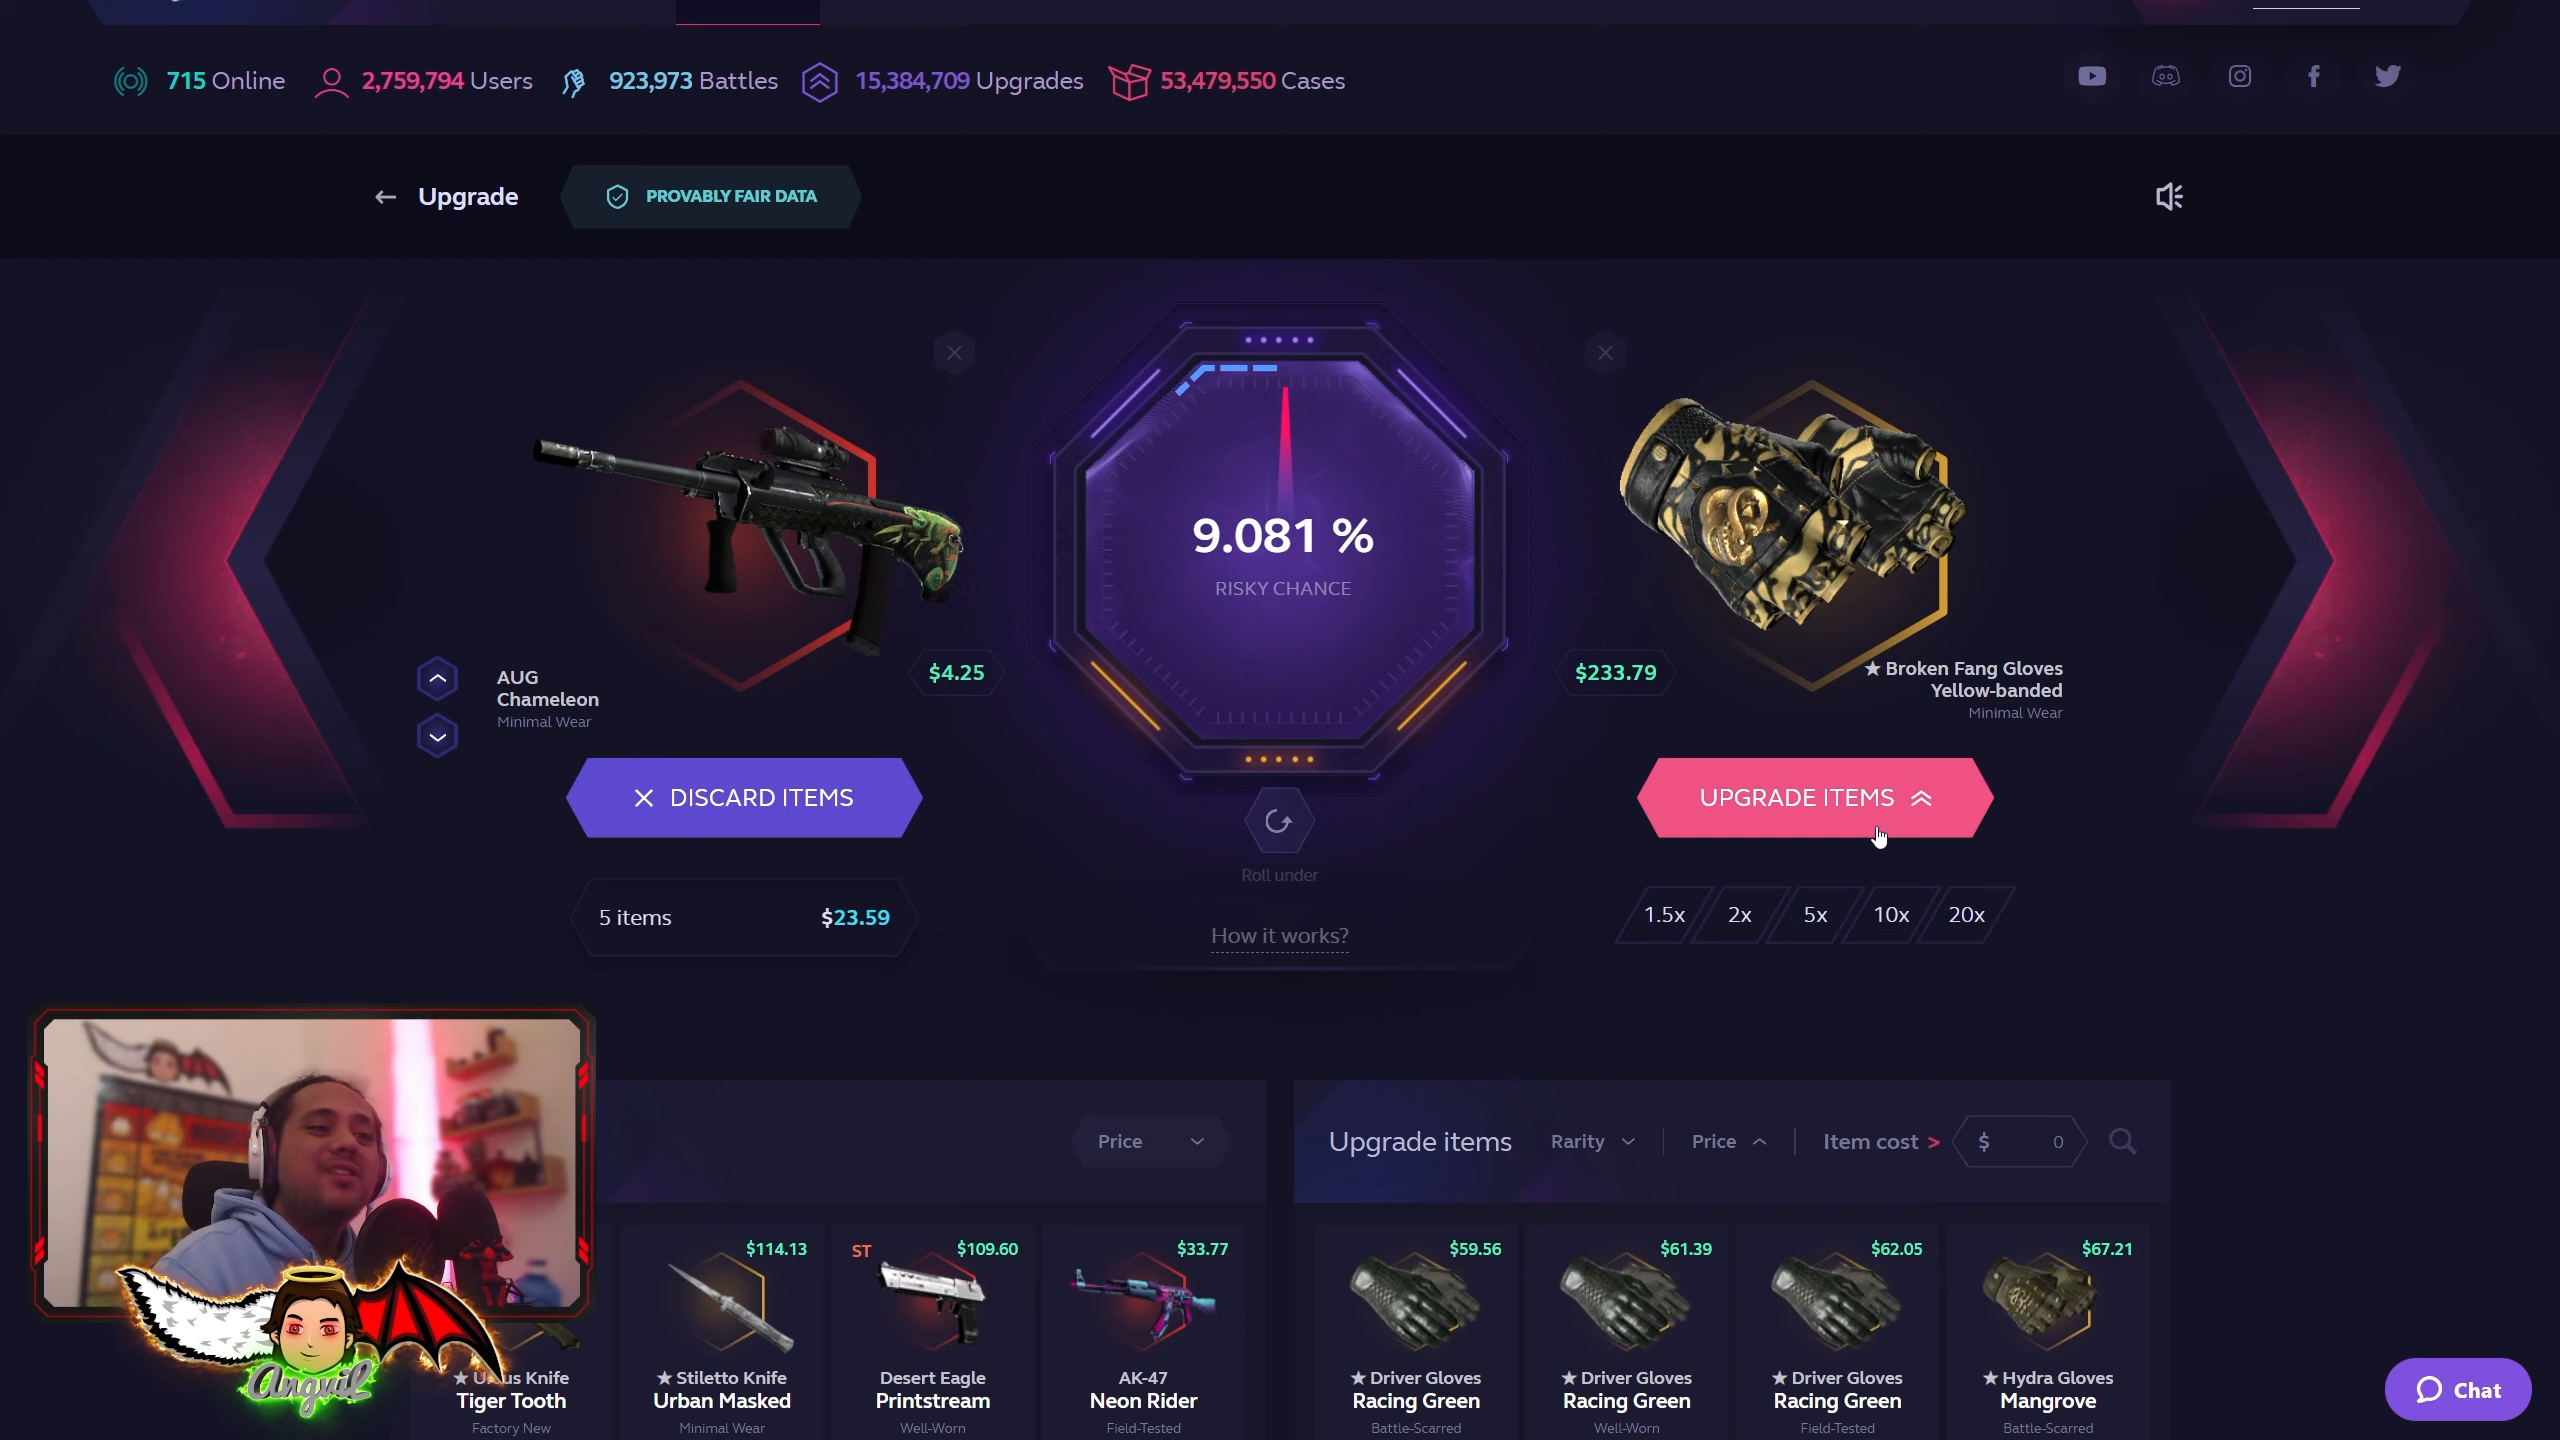 715 Online 2,759,794 Users 923,973 Battles 15,384,709 Upgrades 53,479,550 Cases
← Upgrade PROVABLY FAIR DATA
9.081 %
RISKY CHANCE
AUG
Chameleon
Minimal Wear
$4.25
$233.79
★ Broken Fang Gloves
Yellow-banded
Minimal Wear
DISCARD ITEMS
UPGRADE ITEMS
Roll under
5 items $23.59
How it works?
1.5x 2x 5x 10x 20x
Price
Upgrade items Rarity Price Item cost > $ 0
$114.13
ST $109.60
$33.77
$59.56
$61.39
$62.05
$67.21
★ Knife
Tiger Tooth
Factory New
★ Stiletto Knife
Urban Masked
Minimal Wear
Desert Eagle
Printstream
Well-Worn
AK-47
Neon Rider
Field-Tested
★ Driver Gloves
Racing Green
Battle-Scarred
★ Driver Gloves
Racing Green
Well-Worn
★ Driver Gloves
Racing Green
Field-Tested
★ Hydra Gloves
Mangrove
Battle-Scarred
Angvil
Chat